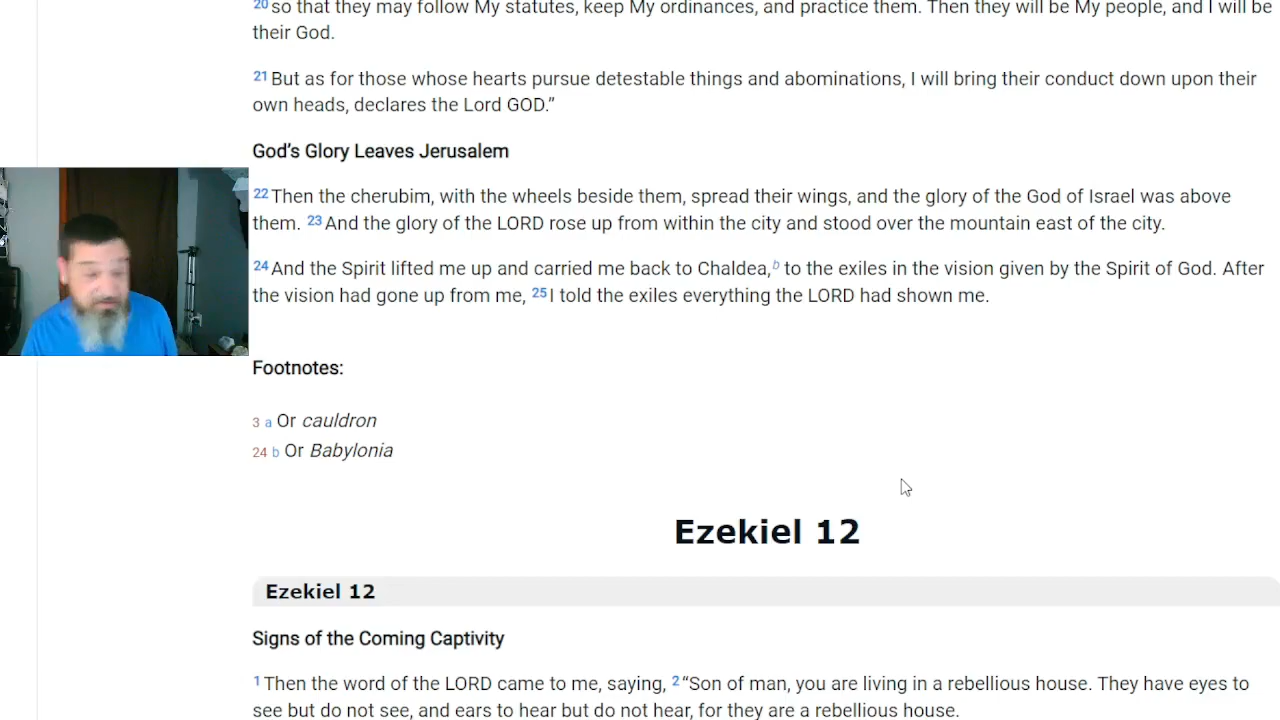 20 so that they may follow My statutes, keep My ordinances, and practice them. Then they will be My people, and I will be
their God.
21 But as for those whose hearts pursue detestable things and abominations, I will bring their conduct down upon their
own heads, declares the Lord GOD.”
God’s Glory Leaves Jerusalem
22 Then the cherubim, with the wheels beside them, spread their wings, and the glory of the God of Israel was above
them. 23 And the glory of the LORD rose up from within the city and stood over the mountain east of the city.
24 And the Spirit lifted me up and carried me back to Chaldea,b to the exiles in the vision given by the Spirit of God. After
the vision had gone up from me, 25 I told the exiles everything the LORD had shown me.
Footnotes:
3 a Or cauldron
24 b Or Babylonia
Ezekiel 12
Ezekiel 12
Signs of the Coming Captivity
1 Then the word of the LORD came to me, saying, 2 “Son of man, you are living in a rebellious house. They have eyes to
see but do not see, and ears to hear but do not hear, for they are a rebellious house.